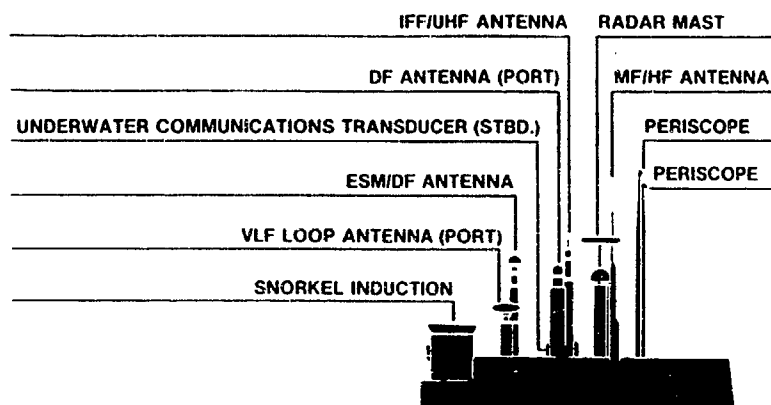 IFF/UHF ANTENNA
RADAR MAST
DF ANTENNA (PORT)
MF/HF ANTENNA
UNDERWATER COMMUNICATIONS TRANSDUCER (STBD.)
PERISCOPE
ESM/DF ANTENNA
PERISCOPE
VLF LOOP ANTENNA (PORT)
SNORKEL INDUCTION